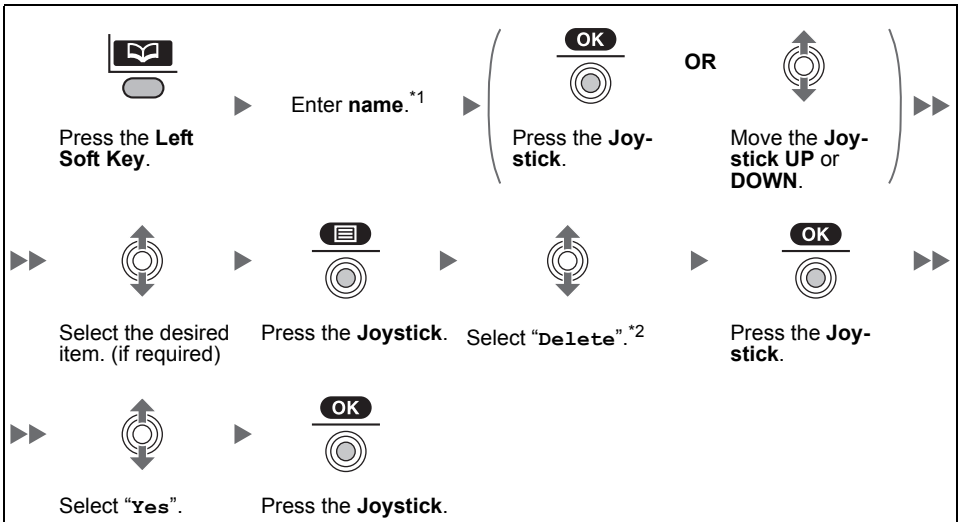 OK
OR
Enter name.*1
Press the Left
Soft Key.
Press the Joy-
stick.
Move the Joy-
stick UP or
DOWN.
OK
Select the desired
item. (if required)
Press the Joystick.
Select “Delete”.*2
Press the Joy-
stick.
OK
Select “Yes”.
Press the Joystick.